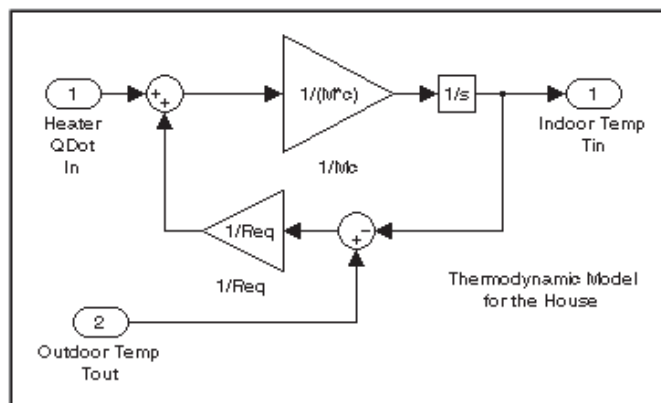 1
Heater
QDot
In
+
+
1/(M*c)
1/Mc
1/s
1
Indoor Temp
Tin
1/Req
1/Req
−
+
Thermodynamic Model
for the House
2
Outdoor Temp
Tout